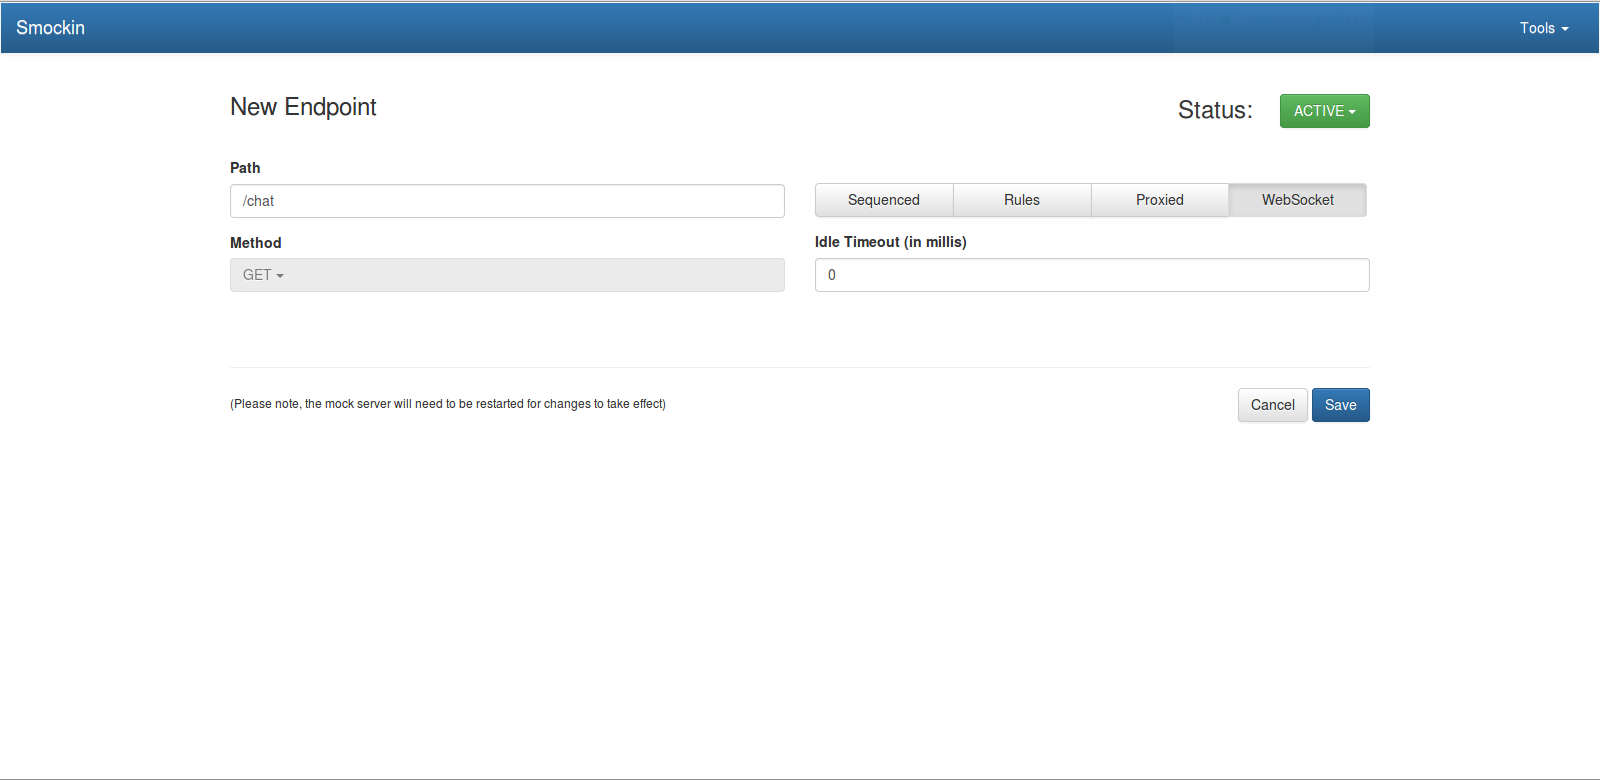 Smockin
Tools
New Endpoint
Status:
ACTIVE
Path
/chat
Sequenced
Rules
Proxied
WebSocket
Method
Idle Timeout (in millis)
GET
0
(Please note, the mock server will need to be restarted for changes to take effect)
Cancel
Save